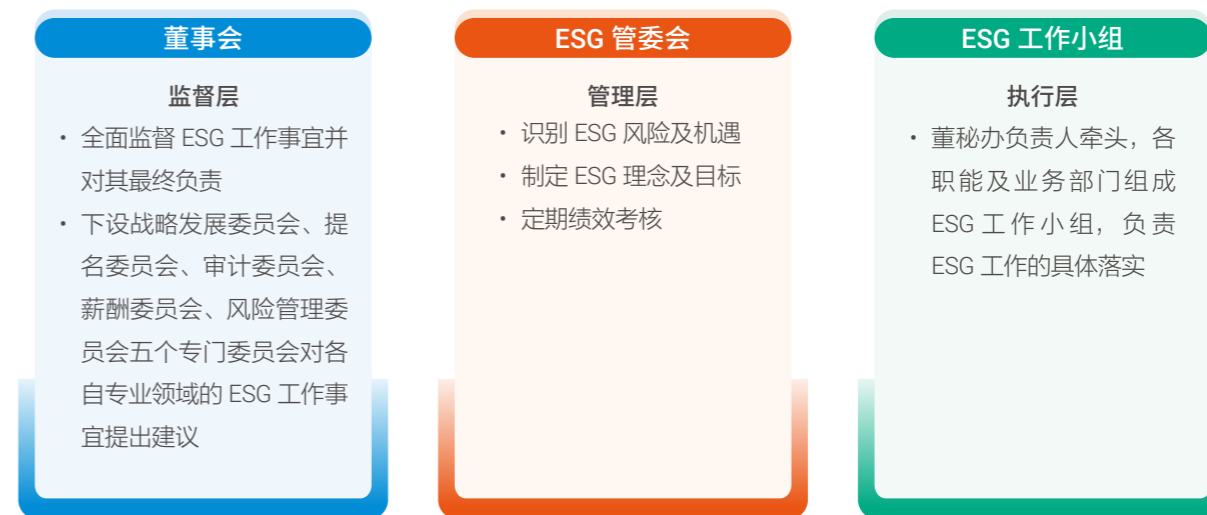 董事会
监督层
· 全面监督 ESG 工作事宜并
对其最终负责
· 下设战略发展委员会、提
名委员会、审计委员会、
薪酬委员会、风险管理委
员会五个专门委员会对各
自专业领域的 ESG 工作事
宜提出建议
ESG 管委会
管理层
· 识别 ESG 风险及机遇
· 制定 ESG 理念及目标
· 定期绩效考核
ESG 工作小组
执行层
· 董秘办负责人牵头，各
职能及业务部门组成
ESG 工作小组，负责
ESG 工作的具体落实